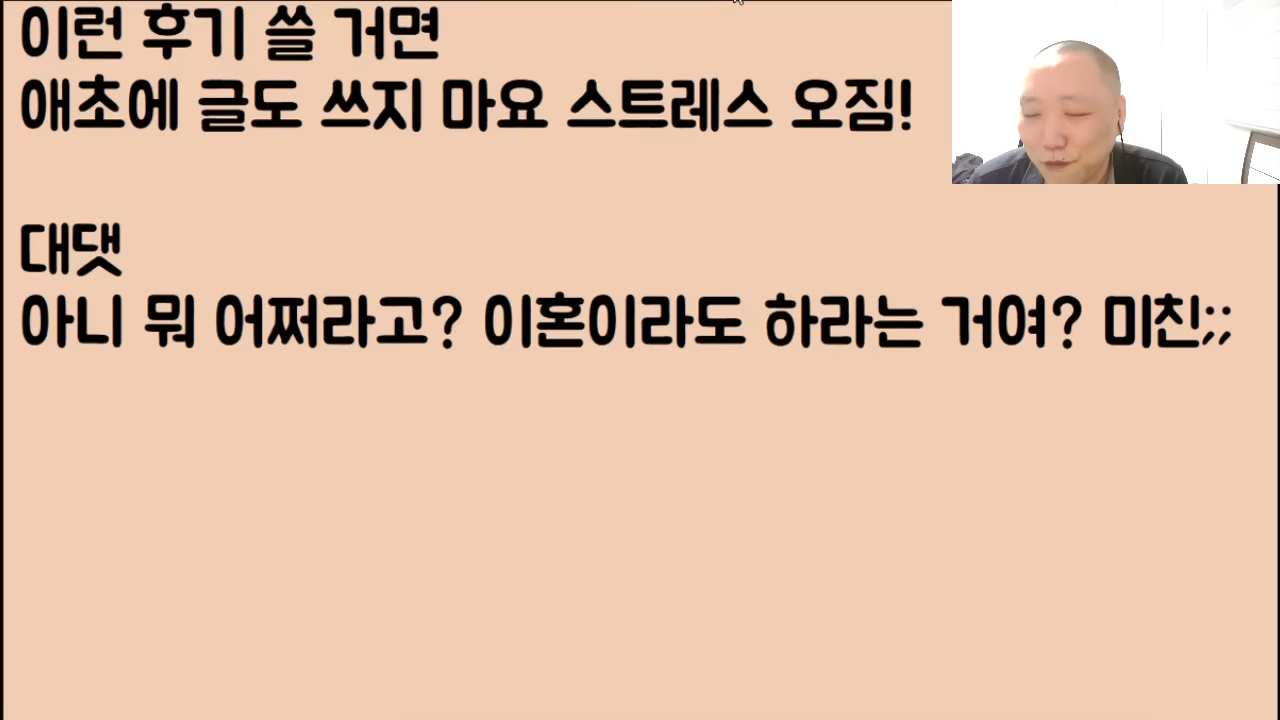 이런 후기 쓸 거면
애초에 글도 쓰지 마요 스트레스 오짐!
대댓
아니 뭐 어쩌라고? 이혼이라도 하라는 거여? 미친;;